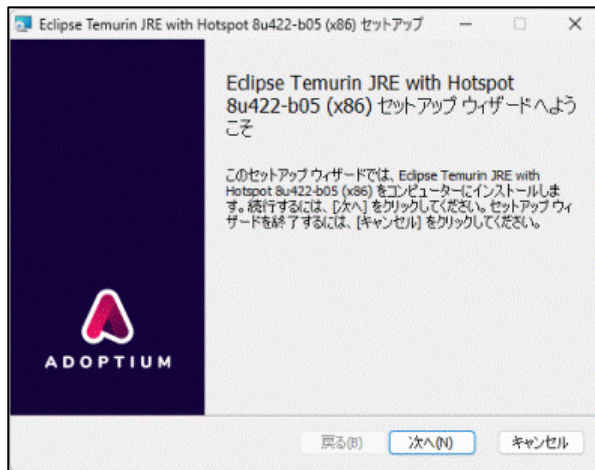 Eclipse Temurin JRE with Hotspot 8u422-b05 (x86) セットアップ
Eclipse Temurin JRE with Hotspot
8u422-b05 (x86) セットアップ ウィザードへよう
こそ
このセットアップ ウィザードでは、Eclipse Temurin JRE with
Hotspot 8u422-b05 (x86) をコンピューターにインストールしま
す。続行するには、[次へ] をクリックしてください。セットアップ ウィ
ザードを終了するには、[キャンセル] をクリックしてください。
ADOPTIUM
戻る(B) 次へ(N) キャンセル